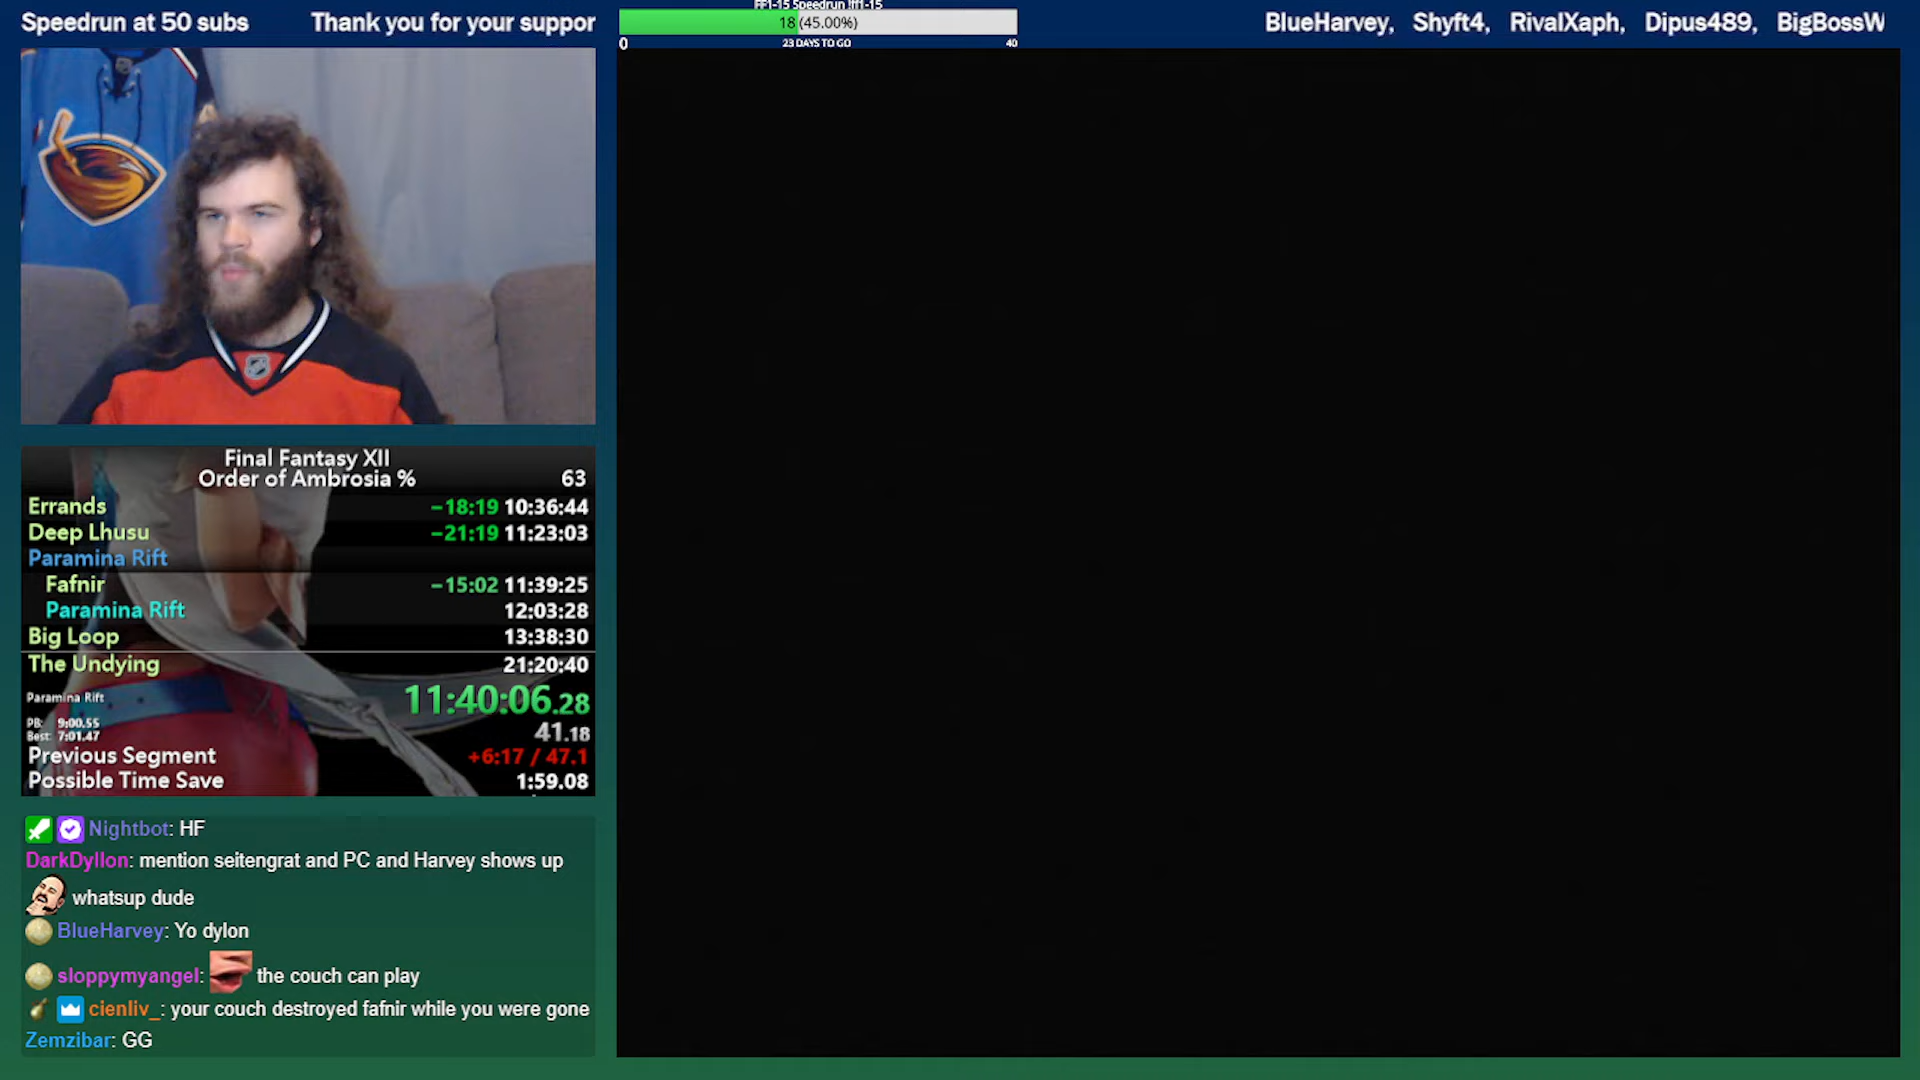 Speedrun at 50 subs
Thank you for your suppor
FF1-15 Speedrun !ff1-15
18 (45.00%)
0
23 DAYS TO GO
40
BlueHarvey, Shyft4, RivalXaph, Dipus489, BigBossW
Final Fantasy XII
Order of Ambrosia % 63
Errands -18:19 10:36:44
Deep Lhusu -21:19 11:23:03
Paramina Rift
Fafnir -15:02 11:39:25
Paramina Rift 12:03:28
Big Loop 13:38:30
The Undying 21:20:40
Paramina Rift 11:40:06.28
PB: 9:00.55
Best: 7:01.47 41.18
Previous Segment +6:17 / 47.1
Possible Time Save 1:59.08
Nightbot: HF
DarkDyllon: mention seitengrat and PC and Harvey shows up
whatsup dude
BlueHarvey: Yo dylon
sloppymyangel: the couch can play
cienliv_: your couch destroyed fafnir while you were gone
Zemzibar: GG